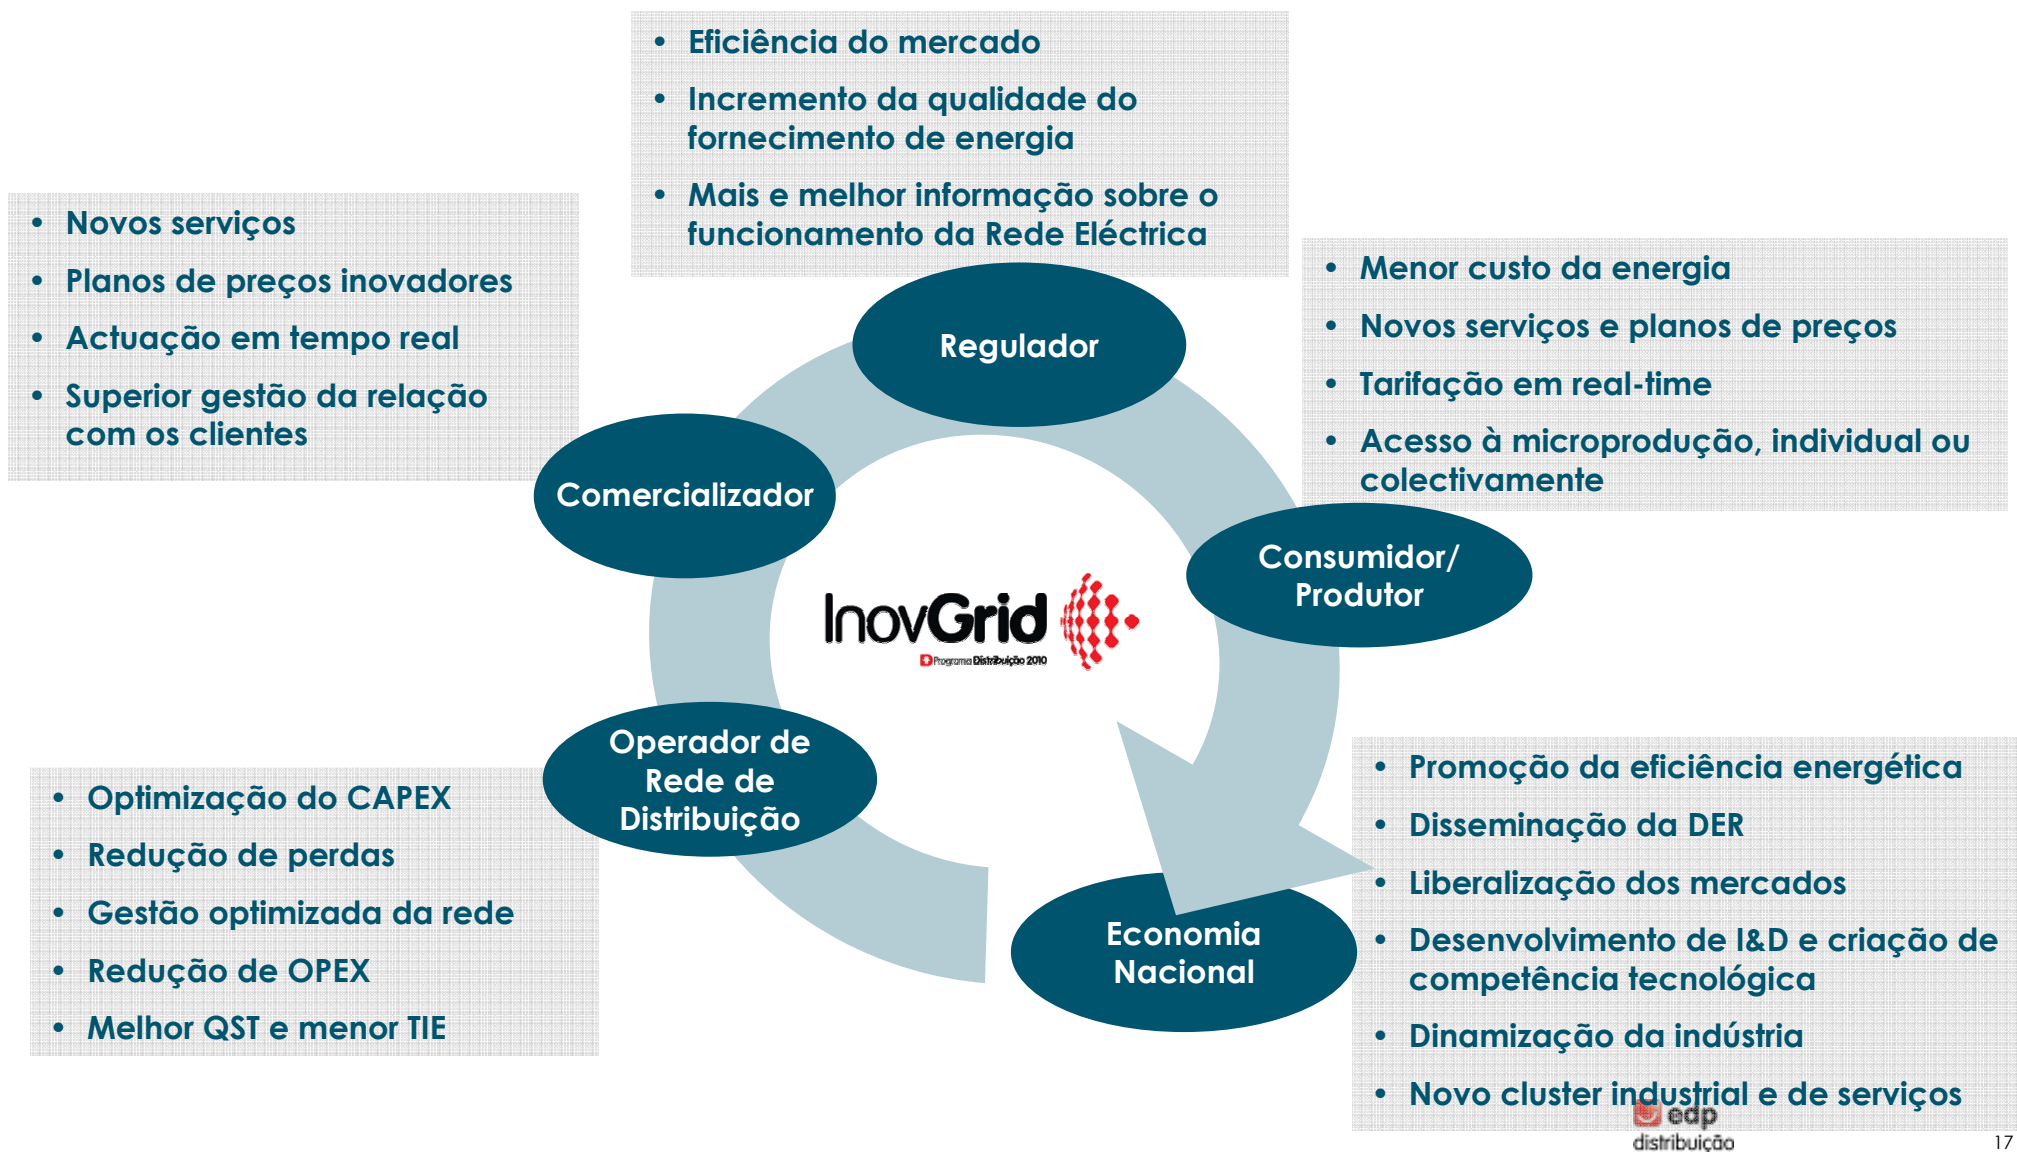 • Eficiência do mercado
• Incremento da qualidade do
fornecimento de energia
• Mais e melhor informação sobre o
funcionamento da Rede Eléctrica
• Novos serviços
• Planos de preços inovadores
• Actuação em tempo real
• Superior gestão da relação
com os clientes
• Menor custo da energia
• Novos serviços e planos de preços
• Tarifação em real-time
• Acesso à microprodução, individual ou
colectivamente
Regulador
Comercializador
Consumidor/
Produtor
InovGrid
Programa Distribuição 2010
Operador de
Rede de
Distribuição
Economia
Nacional
• Optimização do CAPEX
• Redução de perdas
• Gestão optimizada da rede
• Redução de OPEX
• Melhor QST e menor TIE
• Promoção da eficiência energética
• Disseminação da DER
• Liberalização dos mercados
• Desenvolvimento de I&D e criação de
competência tecnológica
• Dinamização da indústria
• Novo cluster industrial e de serviços
edp
distribuição
17